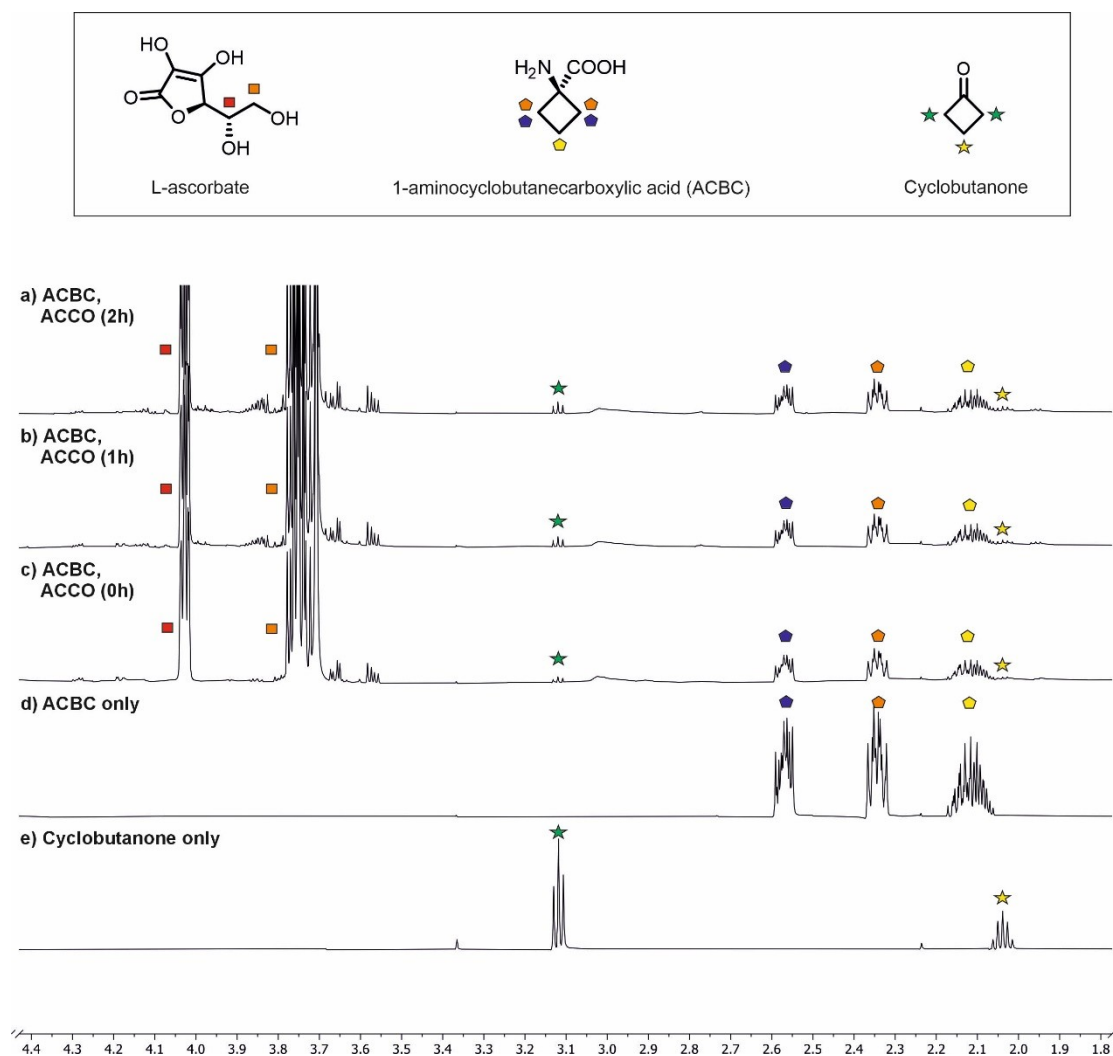 HO
OH
O
O
OH
OH
L-ascorbate
H₂N
COOH
1-aminocyclobutanecarboxylic acid (ACBC)
O
Cyclobutanone
a) ACBC,
ACCO (2h)
b) ACBC,
ACCO (1h)
c) ACBC,
ACCO (0h)
d) ACBC only
e) Cyclobutanone only
4.4 4.3 4.2 4.1 4.0 3.9 3.8 3.7 3.6 3.5 3.4 3.3 3.2 3.1 3.0 2.9 2.8 2.7 2.6 2.5 2.4 2.3 2.2 2.1 2.0 1.9 1.8